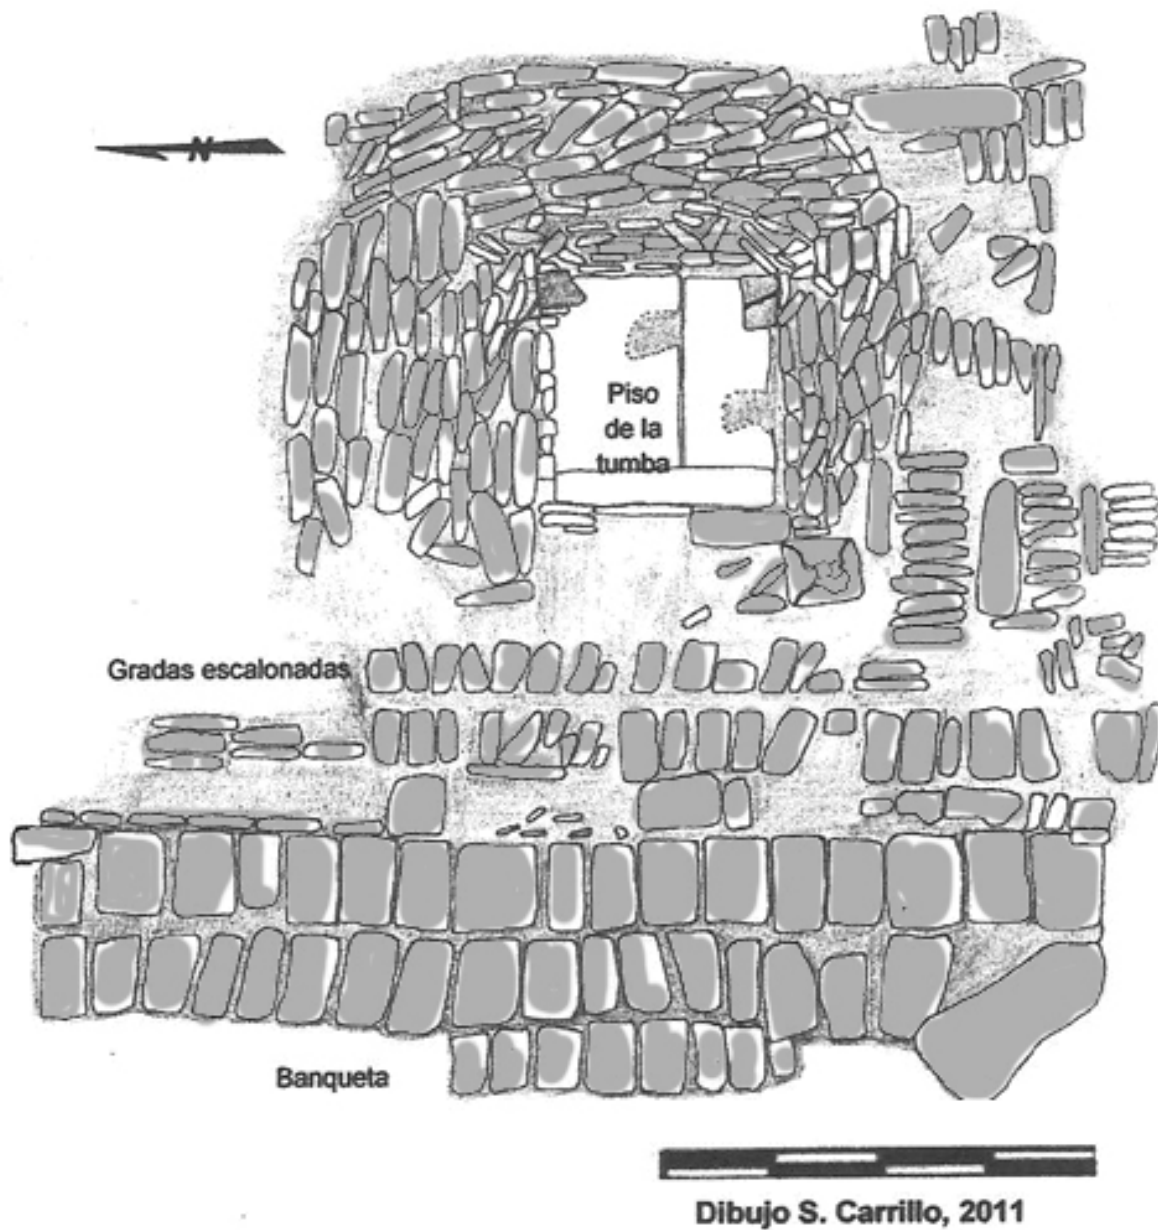 N
Piso
de la
tumba
Gradas escalonadas
Banqueta
Dibujo S. Carrillo, 2011